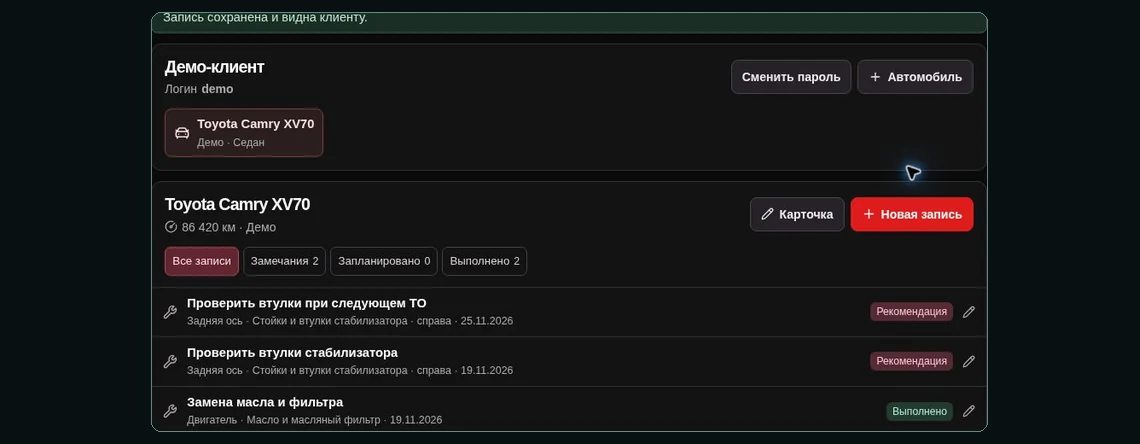 Запись сохранена и видна клиенту.
Демо-клиент
Сменить пароль
+ Автомобиль
Логин demo
Toyota Camry XV70
Демо · Седан
Toyota Camry XV70
Карточка
+ Новая запись
86 420 км · Демо
Все записи
Замечания 2
Запланировано 0
Выполнено 2
Проверить втулки при следующем ТО
Задняя ось · Стойки и втулки стабилизатора · справа · 25.11.2026
Рекомендация
Проверить втулки стабилизатора
Задняя ось · Стойки и втулки стабилизатора · справа · 19.11.2026
Рекомендация
Замена масла и фильтра
Двигатель · Масло и масляный фильтр · 19.11.2026
Выполнено